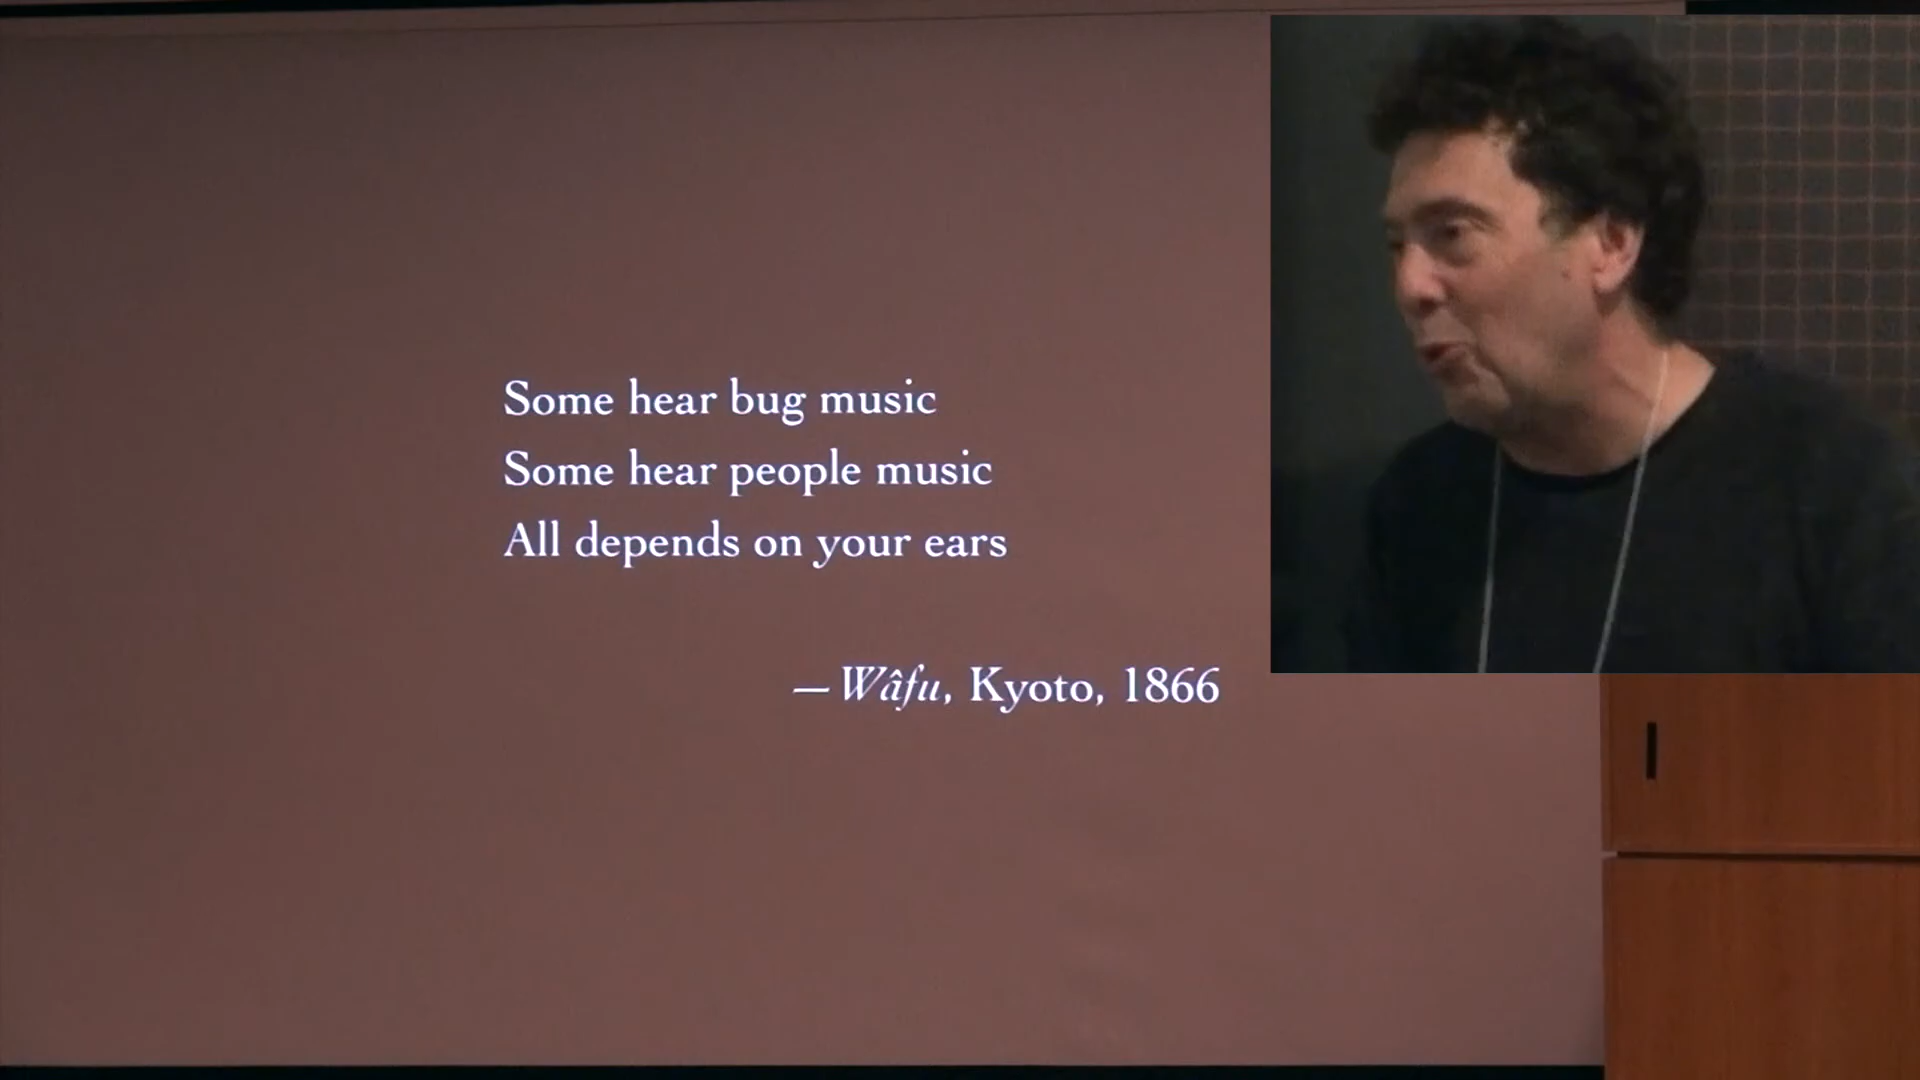 Some hear bug music
Some hear people music
All depends on your ears
—Wâfu, Kyoto, 1866